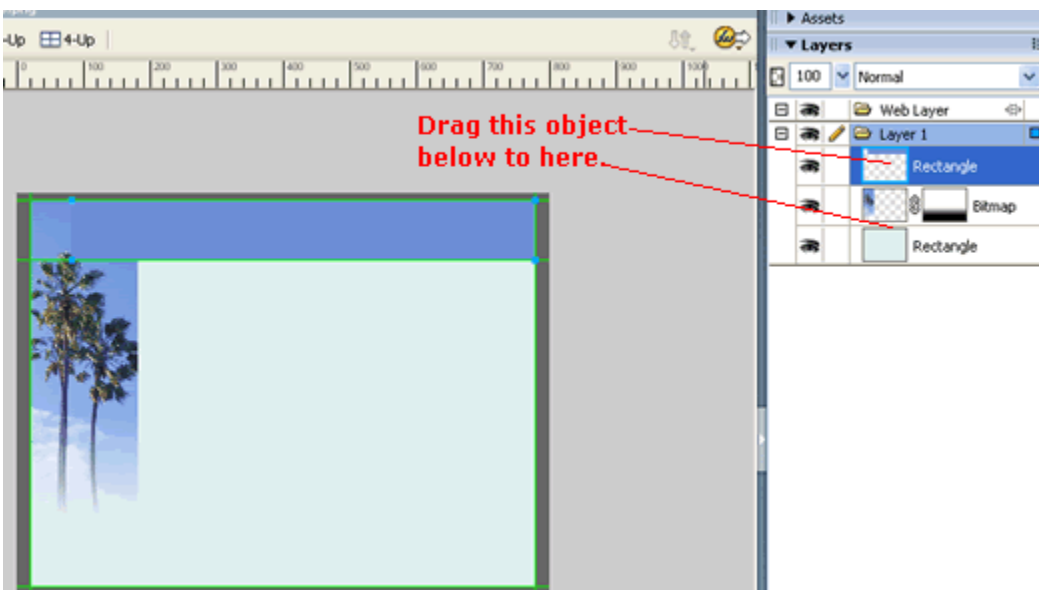 -Up 4-Up
0 100 200 300 400 500 600 700 800 900 1000
Assets
Layers
100 Normal
Web Layer
Layer 1
Drag this object
below to here.
Rectangle
Bitmap
Rectangle